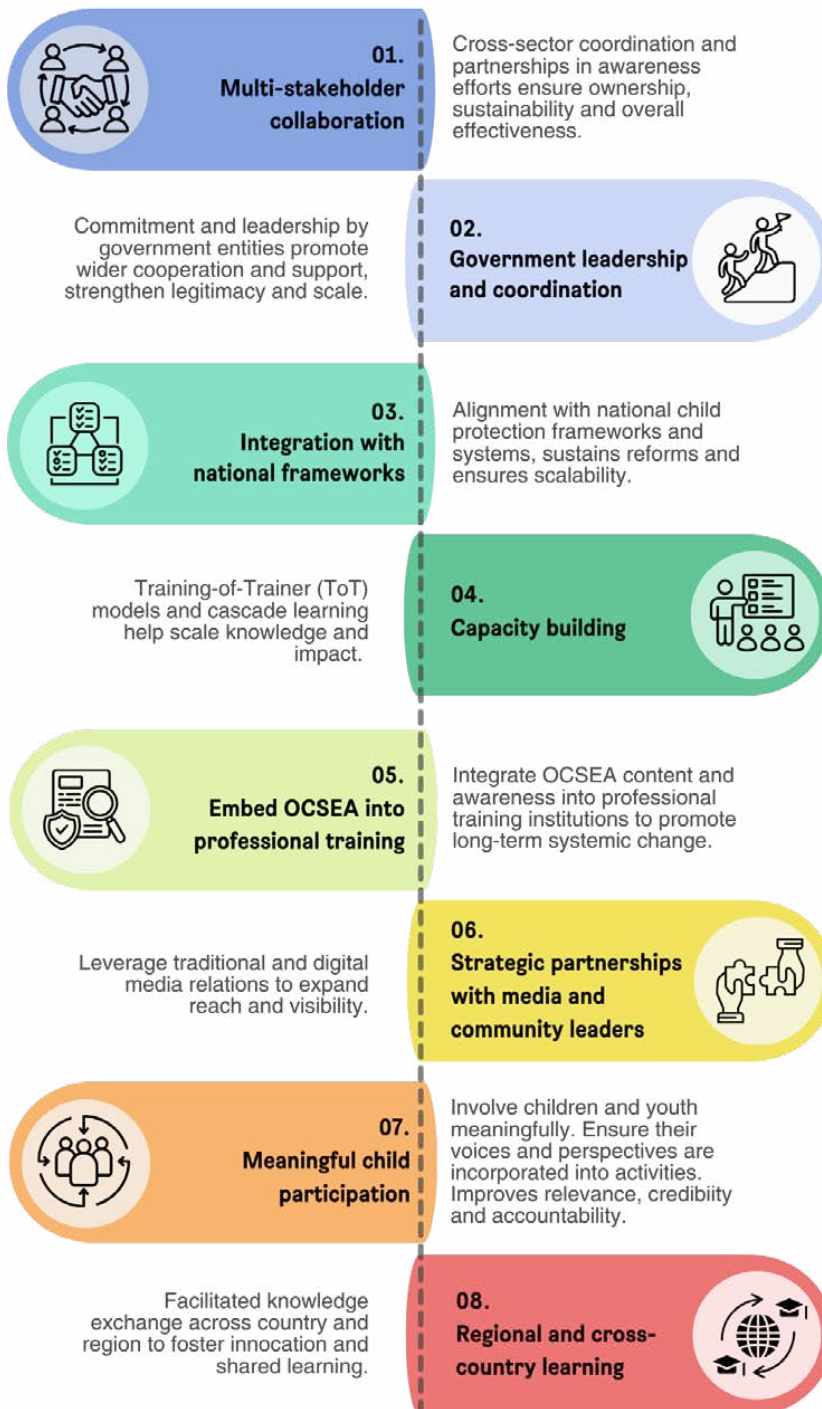 01.
Multi-stakeholder
collaboration
Cross-sector coordination and
partnerships in awareness
efforts ensure ownership,
sustainability and overall
effectiveness.
Commitment and leadership by
government entities promote
wider cooperation and support,
strengthen legitimacy and scale.
02.
Government leadership
and coordination
03.
Integration with
national frameworks
Alignment with national child
protection frameworks and
systems, sustains reforms and
ensures scalability.
Training-of-Trainer (ToT)
models and cascade learning
help scale knowledge and
impact.
04.
Capacity building
05.
Embed OCSEA into
professional training
Integrate OCSEA content and
awareness into professional
training institutions to promote
long-term systemic change.
Leverage traditional and digital
media relations to expand
reach and visibility.
06.
Strategic partnerships
with media and
community leaders
07.
Meaningful child
participation
Involve children and youth
meaningfully. Ensure their
voices and perspectives are
incorporated into activities.
Improves relevance, credibiity
and accountability.
Facilitated knowledge
exchange across country and
region to foster innocation and
shared learning.
08.
Regional and cross-
country learning